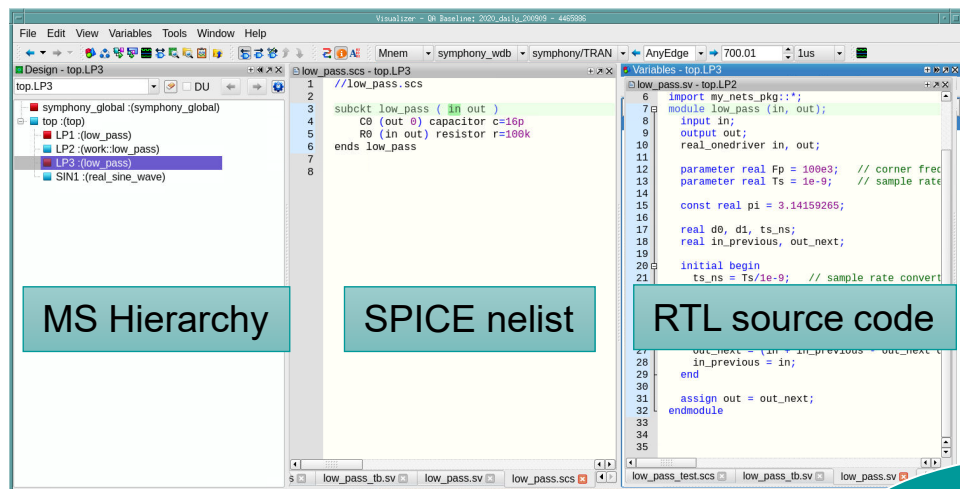 Visualizer - QA Baseline: 2020_daily_200909 - 4465896
File Edit View Variables Tools Window Help
Mnem symphony_wdb symphony/TRAN AnyEdge 700.01 1us
Design - top.LP3
top.LP3 DU
symphony_global :(symphony_global)
top :(top)
LP1 :(low_pass)
LP2 :(work::low_pass)
LP3 :(low_pass)
SIN1 :(real_sine_wave)
MS Hierarchy
low_pass.scs - top.LP3
1 //low_pass.scs
2
3 subckt low_pass ( in out )
4 C0 (out 0) capacitor c=16p
5 R0 (in out) resistor r=100k
6 ends low_pass
7
8
SPICE nelist
low_pass_tb.sv low_pass.sv low_pass.scs
Variables - top.LP3
low_pass.sv - top.LP2
6 import my_nets_pkg::*;
7 module low_pass (in, out);
8 input in;
9 output out;
10 real_onedriver in, out;
11
12 parameter real Fp = 100e3; // corner freq
13 parameter real Ts = 1e-9; // sample rate
14
15 const real pi = 3.14159265;
16
17 real d0, d1, ts_ns;
18 real in_previous, out_next;
19
20 initial begin
21 ts_ns = Ts/1e-9; // sample rate convert
RTL source code
27 out_next = (in + in_previous - out_next
28 in_previous = in;
29 end
30
31 assign out = out_next;
32 endmodule
33
34
35
low_pass_test.scs low_pass_tb.sv low_pass.sv